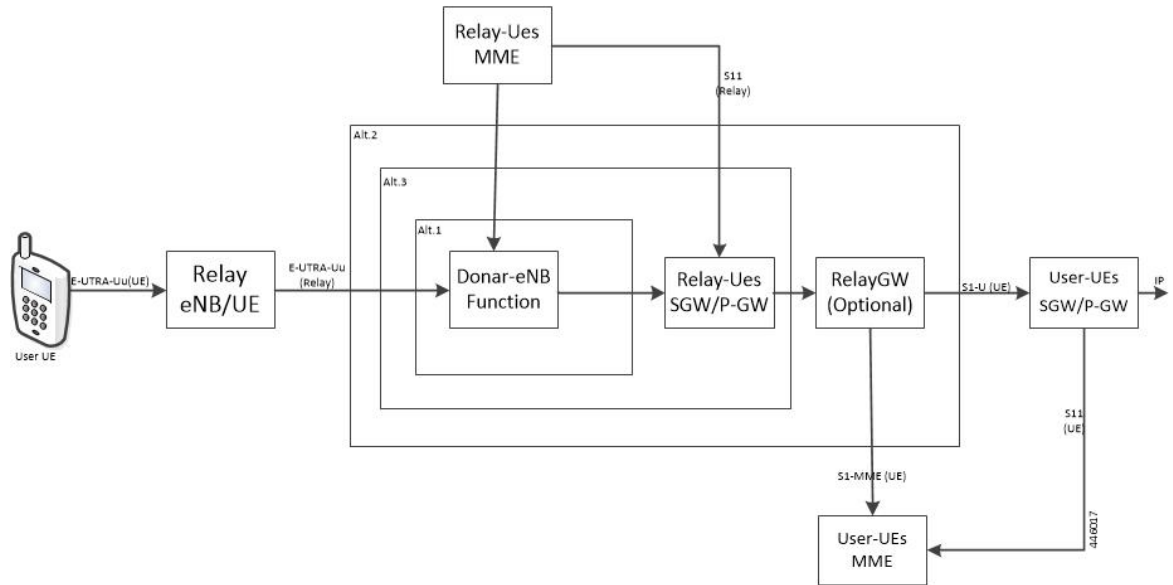 Relay-Ues
MME
S11
(Relay)
Alt.2
Alt.3
Alt.1
E-UTRA-Uu(UE)
Relay
eNB/UE
E-UTRA-Uu
(Relay)
Donar-eNB
Function
Relay-Ues
SGW/P-GW
RelayGW
(Optional)
S1-U (UE)
User-UEs
SGW/P-GW
IP
User UE
S11
(UE)
S1-MME (UE)
446017
User-UEs
MME